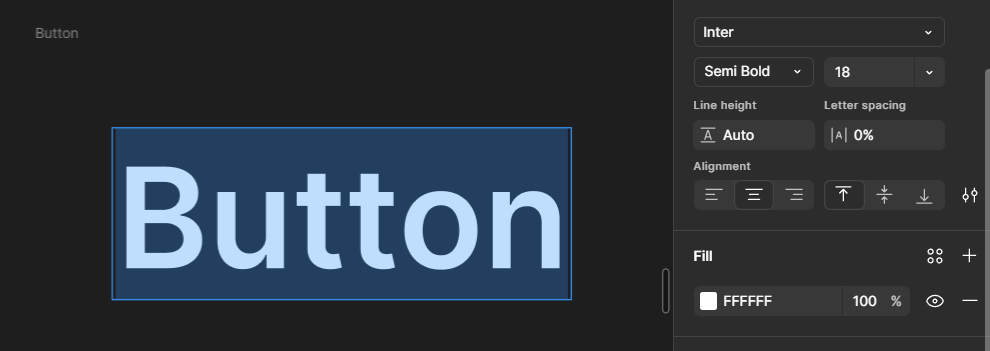 Button
Button
Inter
Semi Bold 18
Line height Letter spacing
A Auto |A| 0%
Alignment
Fill
FFFFFF 100 %